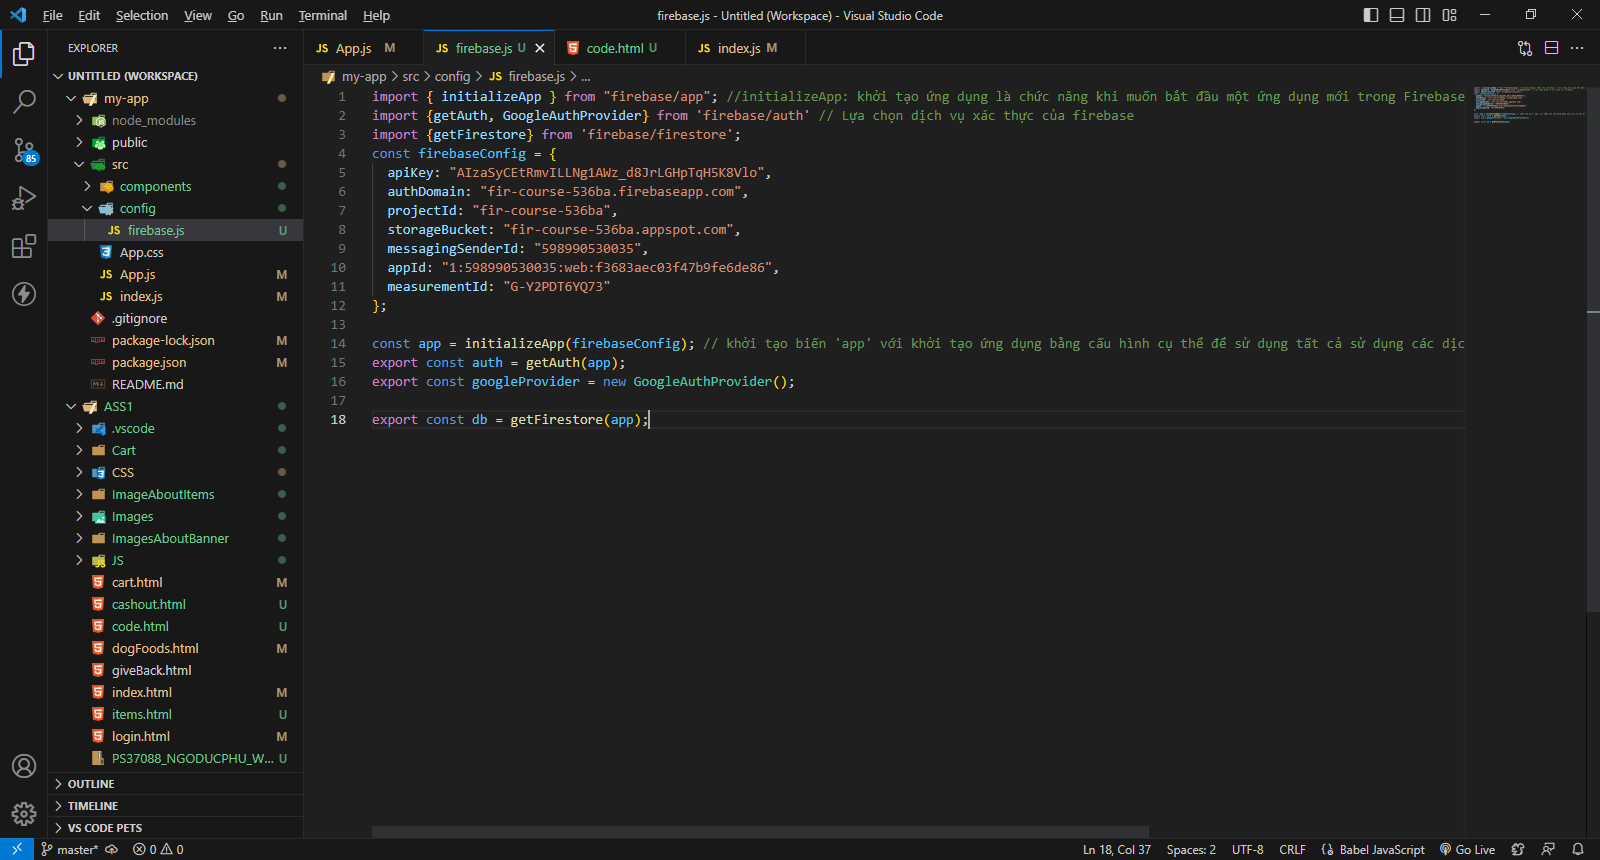 File Edit Selection View Go Run Terminal Help
firebase.js - Untitled (Workspace) - Visual Studio Code
EXPLORER
App.js M
firebase.js U
code.html U
index.js M
my-app > src > config > JS firebase.js > ...
UNTITLED (WORKSPACE)
my-app
node_modules
public
src
components
config
JS firebase.js U
App.css
JS App.js M
JS index.js M
.gitignore
package-lock.json M
package.json M
README.md
ASS1
.vscode
Cart
CSS
ImageAboutItems
Images
ImagesAboutBanner
JS
cart.html M
cashout.html U
code.html U
dogFoods.html M
giveBack.html
index.html M
items.html U
login.html M
PS37088_NGODUCPHU_W... U
OUTLINE
TIMELINE
VS CODE PETS
85
1 import { initializeApp } from "firebase/app"; //initializeApp: khởi tạo ứng dụng là chức năng khi muốn bắt đầu một ứng dụng mới trong Firebase
2 import {getAuth, GoogleAuthProvider} from 'firebase/auth' // Lựa chọn dịch vụ xác thực của firebase
3 import {getFirestore} from 'firebase/firestore';
4 const firebaseConfig = {
5 apiKey: "AIzaSyCEtRmvILLNg1AWz_d8JrLGHpTqH5K8Vlo",
6 authDomain: "fir-course-536ba.firebaseapp.com",
7 projectId: "fir-course-536ba",
8 storageBucket: "fir-course-536ba.appspot.com",
9 messagingSenderId: "598990530035",
10 appId: "1:598990530035:web:f3683aec03f47b9fe6de86",
11 measurementId: "G-Y2PDT6YQ73"
12 };
13
14 const app = initializeApp(firebaseConfig); // khởi tạo biến 'app' với khởi tạo ứng dụng bằng cấu hình cụ thể để sử dụng tất cả sử dụng các dịc
15 export const auth = getAuth(app);
16 export const googleProvider = new GoogleAuthProvider();
17
18 export const db = getFirestore(app);
master* 0 0
Ln 18, Col 37 Spaces: 2 UTF-8 CRLF {} Babel JavaScript Go Live